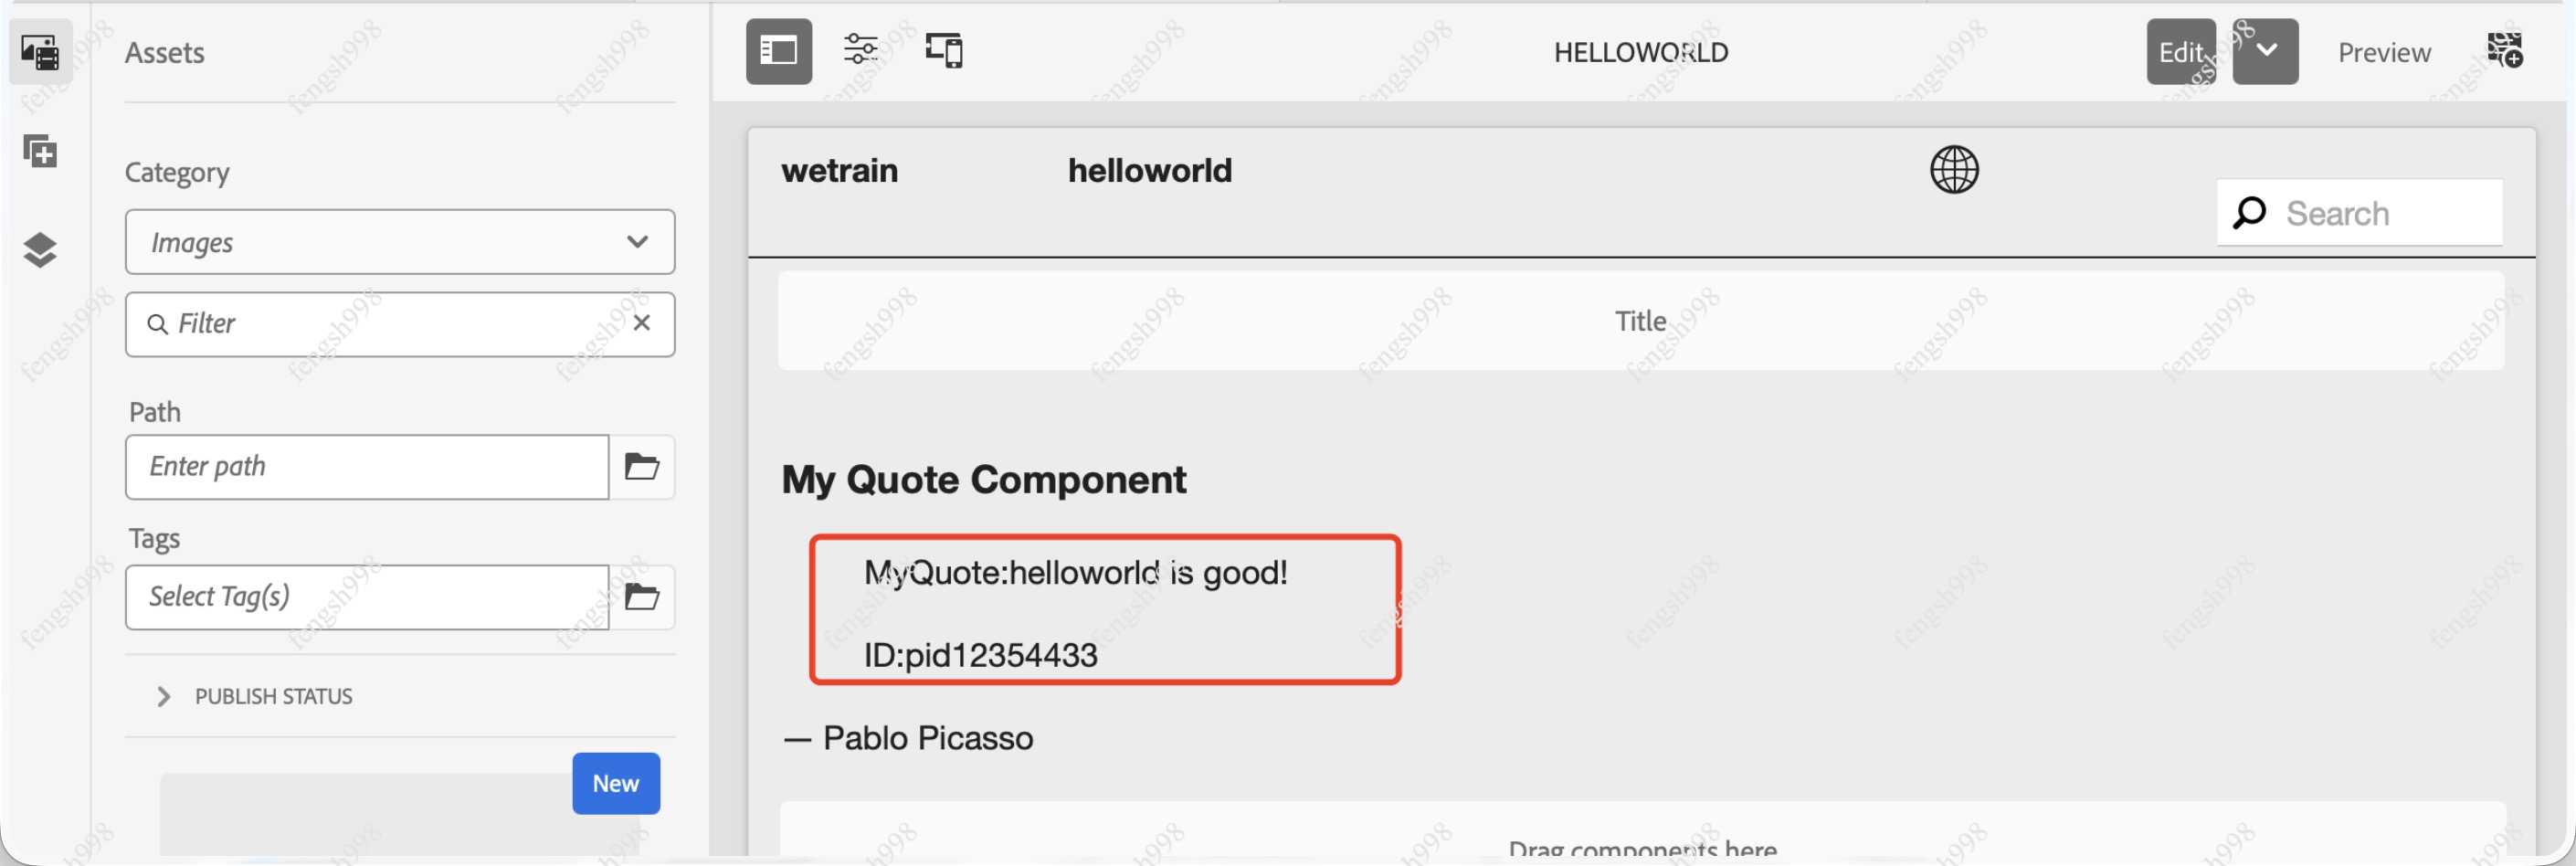 Assets
Category
Images
Filter
Path
Enter path
Tags
Select Tag(s)
PUBLISH STATUS
New
HELLOWORLD
Edit
Preview
wetrain
helloworld
Search
Title
My Quote Component
MyQuote:helloworld is good!
ID:pid12354433
— Pablo Picasso
Drag components here
fengsh998